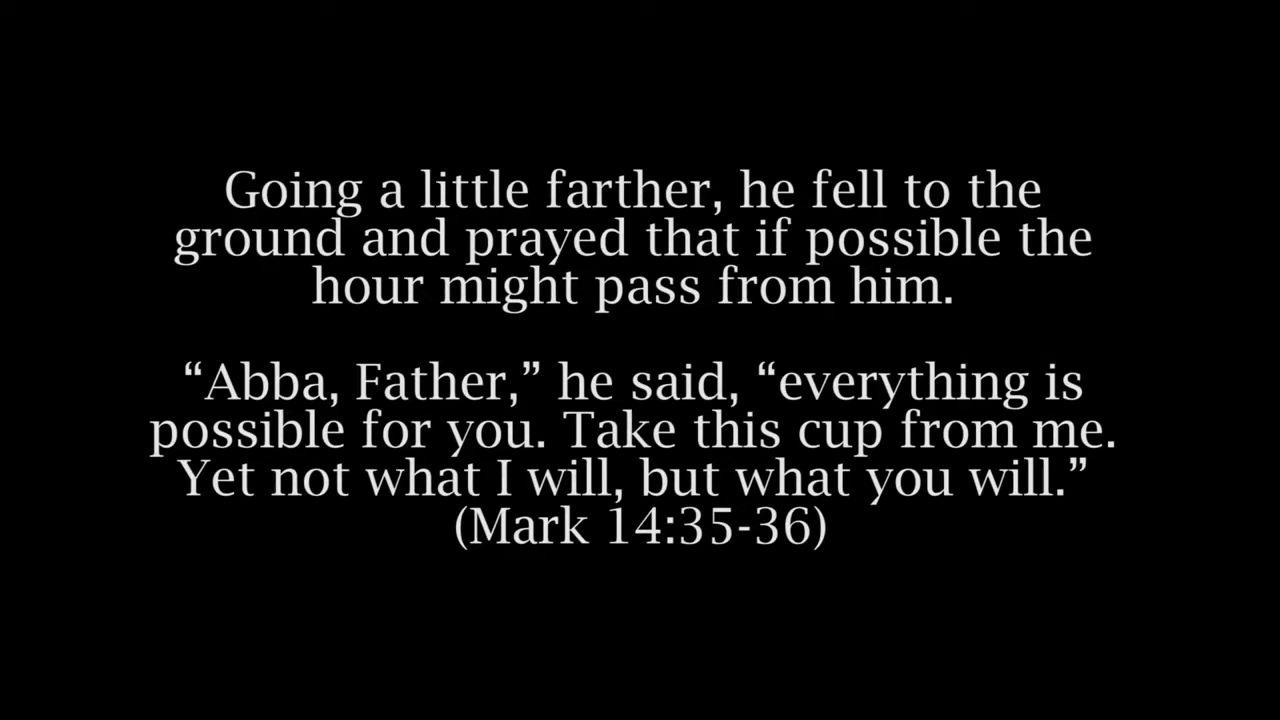 Going a little farther, he fell to the
ground and prayed that if possible the
hour might pass from him.
“Abba, Father,” he said, “everything is
possible for you. Take this cup from me.
Yet not what I will, but what you will.”
(Mark 14:35-36)